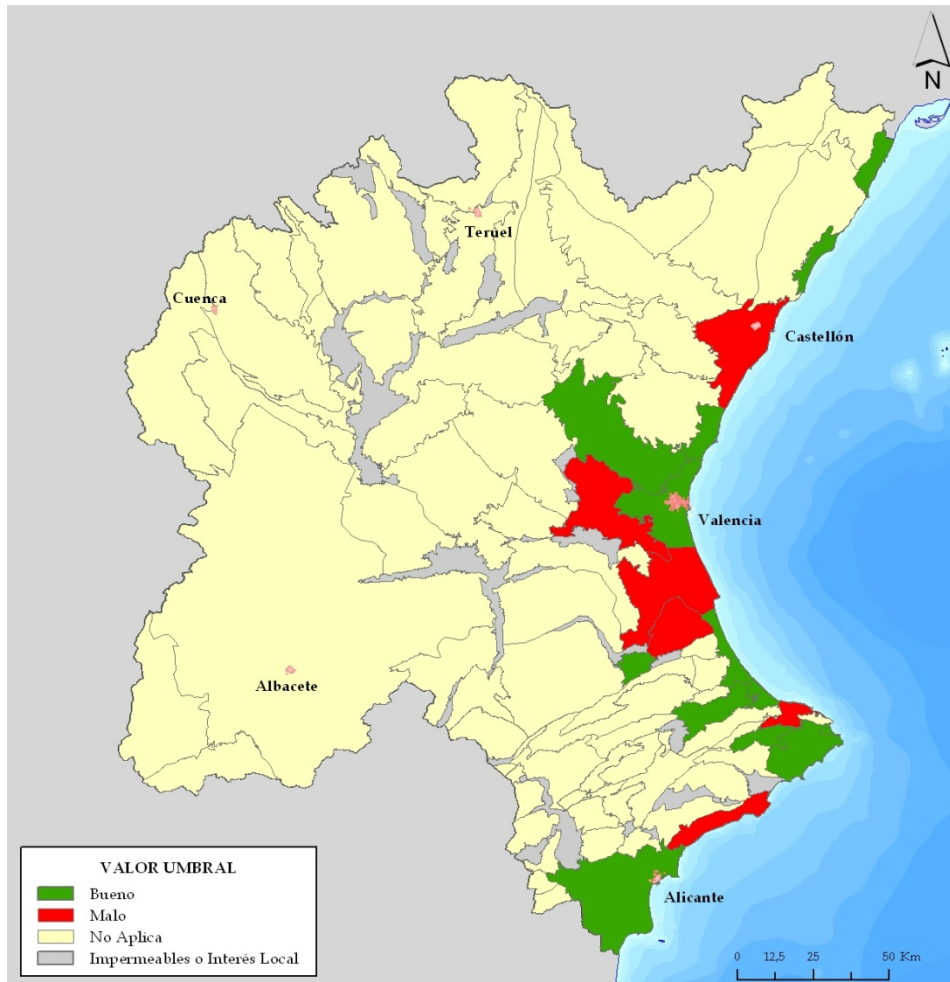 N
Teruel
Cuenca
Castellón
Valencia
Albacete
Alicante
VALOR UMBRAL
Bueno
Malo
No Aplica
Impermeables o Interés Local
0 12,5 25 50 Km